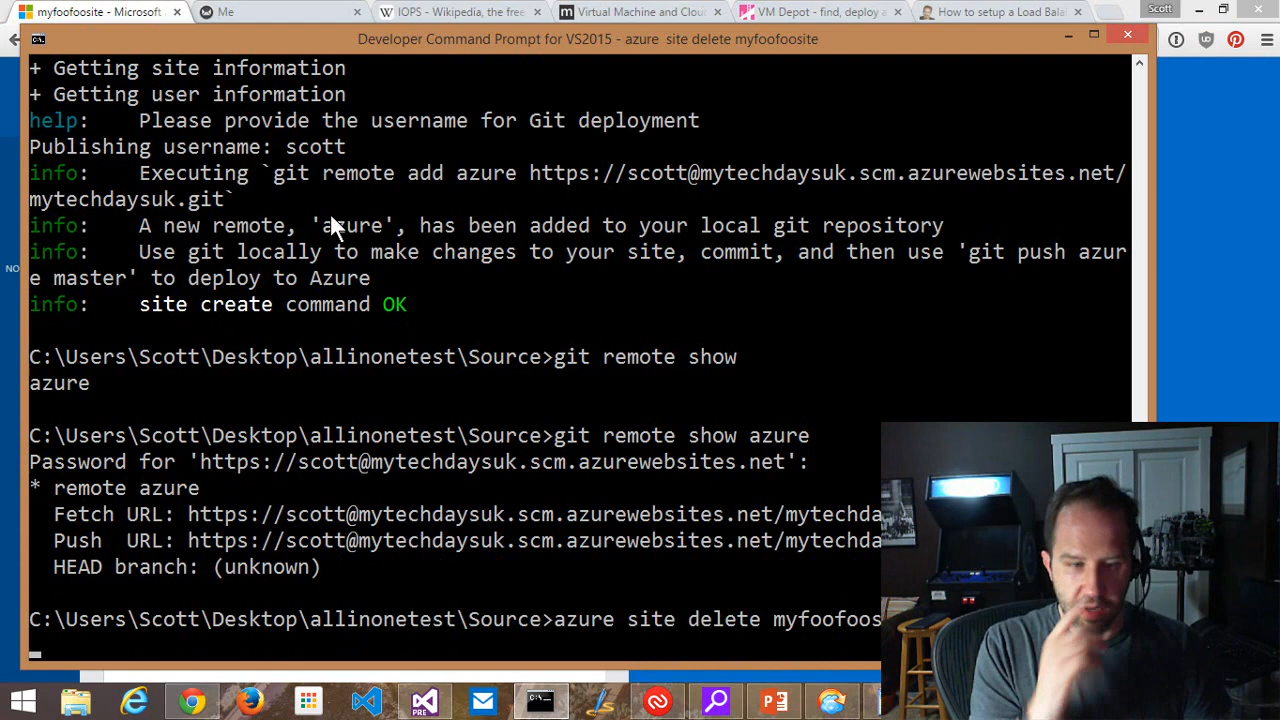 myfoofoosite - Microsoft
Me
IOPS - Wikipedia, the free
Virtual Machine and Clou
VM Depot - find, deploy a
How to setup a Load Bala
Scott
Developer Command Prompt for VS2015 - azure site delete myfoofoosite
+ Getting site information
+ Getting user information
help: Please provide the username for Git deployment
Publishing username: scott
info: Executing `git remote add azure https://scott@mytechdaysuk.scm.azurewebsites.net/
mytechdaysuk.git`
info: A new remote, 'azure', has been added to your local git repository
info: Use git locally to make changes to your site, commit, and then use 'git push azur
e master' to deploy to Azure
info: site create command OK
C:\Users\Scott\Desktop\allinonetest\Source>git remote show
azure
C:\Users\Scott\Desktop\allinonetest\Source>git remote show azure
Password for 'https://scott@mytechdaysuk.scm.azurewebsites.net':
* remote azure
Fetch URL: https://scott@mytechdaysuk.scm.azurewebsites.net/mytechda
Push URL: https://scott@mytechdaysuk.scm.azurewebsites.net/mytechda
HEAD branch: (unknown)
C:\Users\Scott\Desktop\allinonetest\Source>azure site delete myfoofoos
NO
PRE